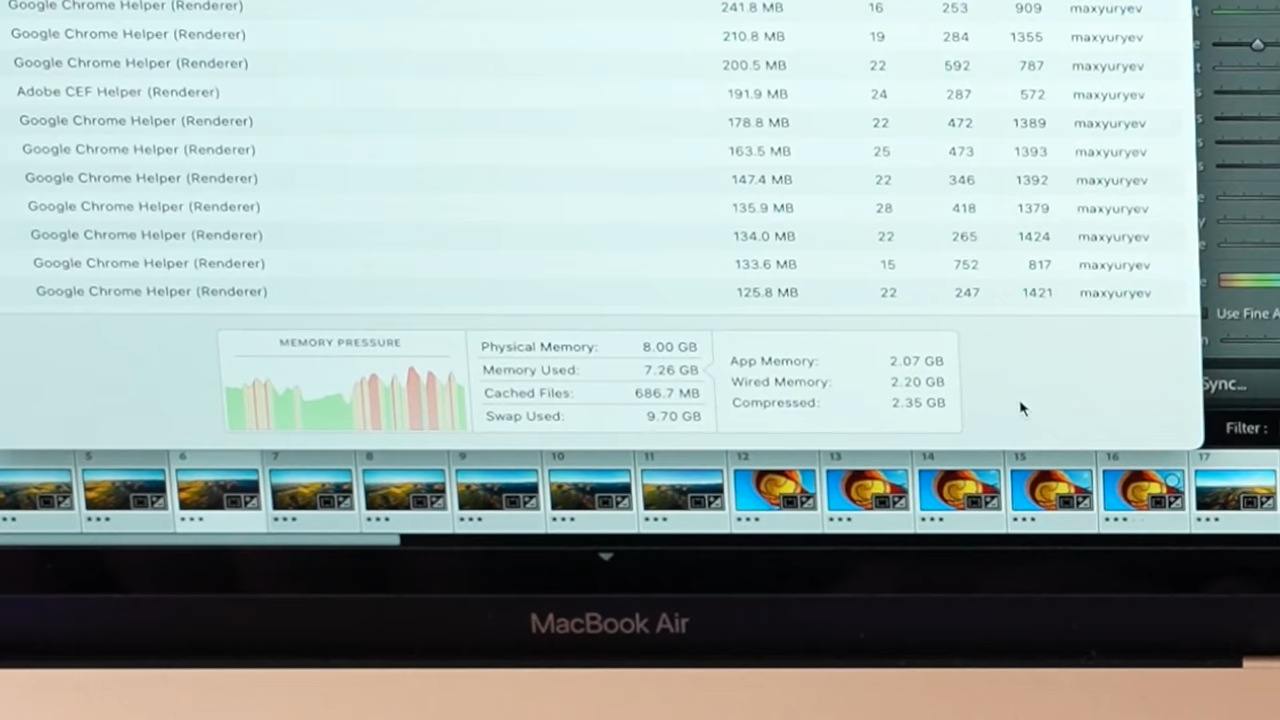 Google Chrome Helper (Renderer) 241.8 MB 16 253 909 maxyuryev
Google Chrome Helper (Renderer) 210.8 MB 19 284 1355 maxyuryev
Google Chrome Helper (Renderer) 200.5 MB 22 592 787 maxyuryev
Adobe CEF Helper (Renderer) 191.9 MB 24 287 572 maxyuryev
Google Chrome Helper (Renderer) 178.8 MB 22 472 1389 maxyuryev
Google Chrome Helper (Renderer) 163.5 MB 25 473 1393 maxyuryev
Google Chrome Helper (Renderer) 147.4 MB 22 346 1392 maxyuryev
Google Chrome Helper (Renderer) 135.9 MB 28 418 1379 maxyuryev
Google Chrome Helper (Renderer) 134.0 MB 22 265 1424 maxyuryev
Google Chrome Helper (Renderer) 133.6 MB 15 752 817 maxyuryev
Google Chrome Helper (Renderer) 125.8 MB 22 247 1421 maxyuryev
MEMORY PRESSURE
Physical Memory: 8.00 GB
Memory Used: 7.26 GB
Cached Files: 686.7 MB
Swap Used: 9.70 GB
App Memory: 2.07 GB
Wired Memory: 2.20 GB
Compressed: 2.35 GB
Use Fine A
Sync...
Filter :
5 6 7 8 9 10 11 12 13 14 15 16 17
MacBook Air